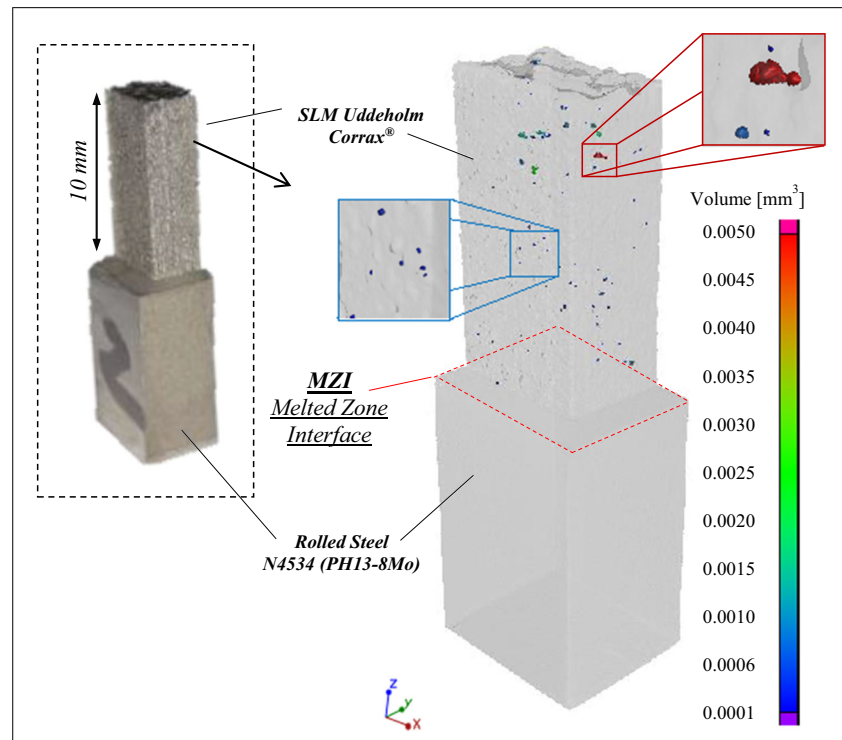 10 mm
SLM Uddeholm
Corrax®
Volume [mm³]
0.0050
0.0045
0.0040
0.0035
MZI
Melted Zone
Interface
0.0030
0.0025
0.0020
0.0015
Rolled Steel
N4534 (PH13-8Mo)
0.0010
0.0006
0.0001
2
z
y
x